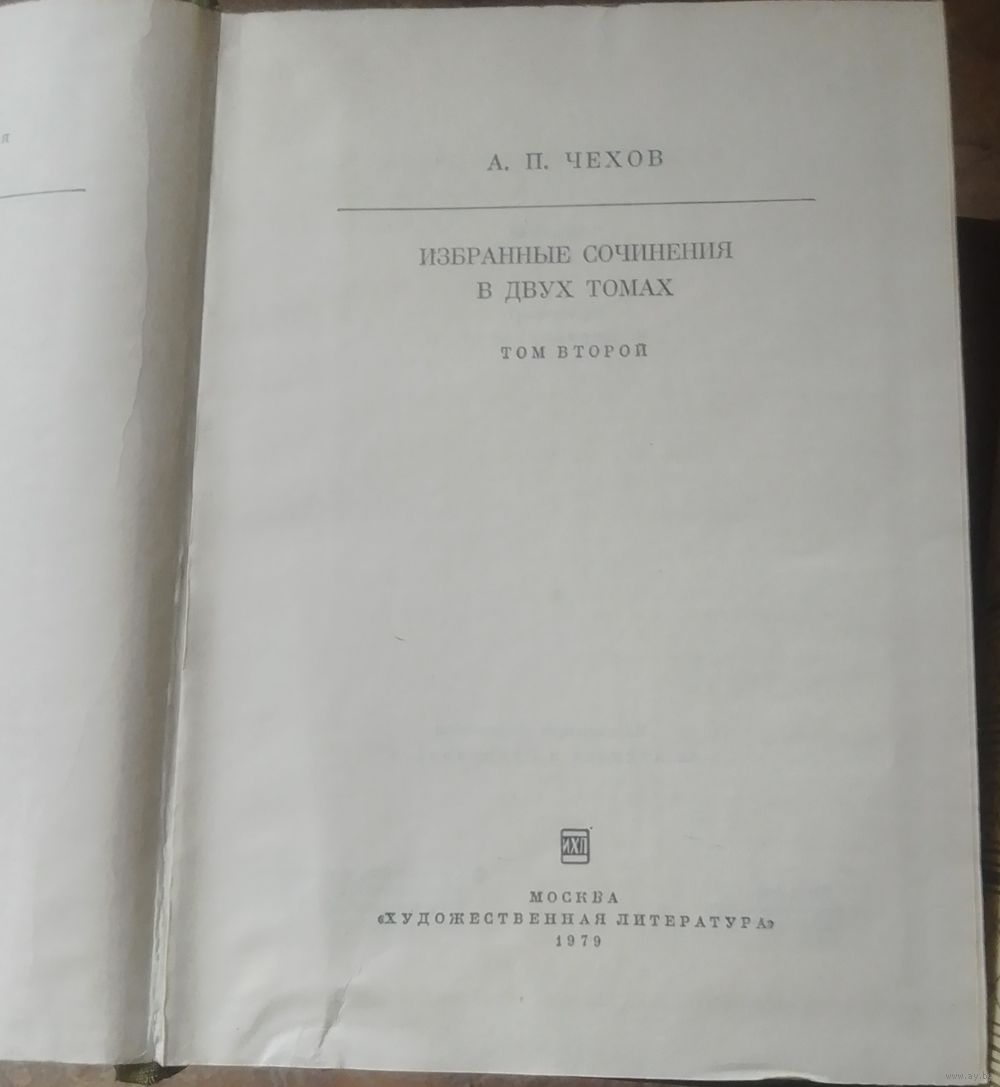 я
А. П. ЧЕХОВ
ИЗБРАННЫЕ СОЧИНЕНИЯ
В ДВУХ ТОМАХ
ТОМ ВТОРОЙ
ИХЛ
МОСКВА
«ХУДОЖЕСТВЕННАЯ ЛИТЕРАТУРА»
1979